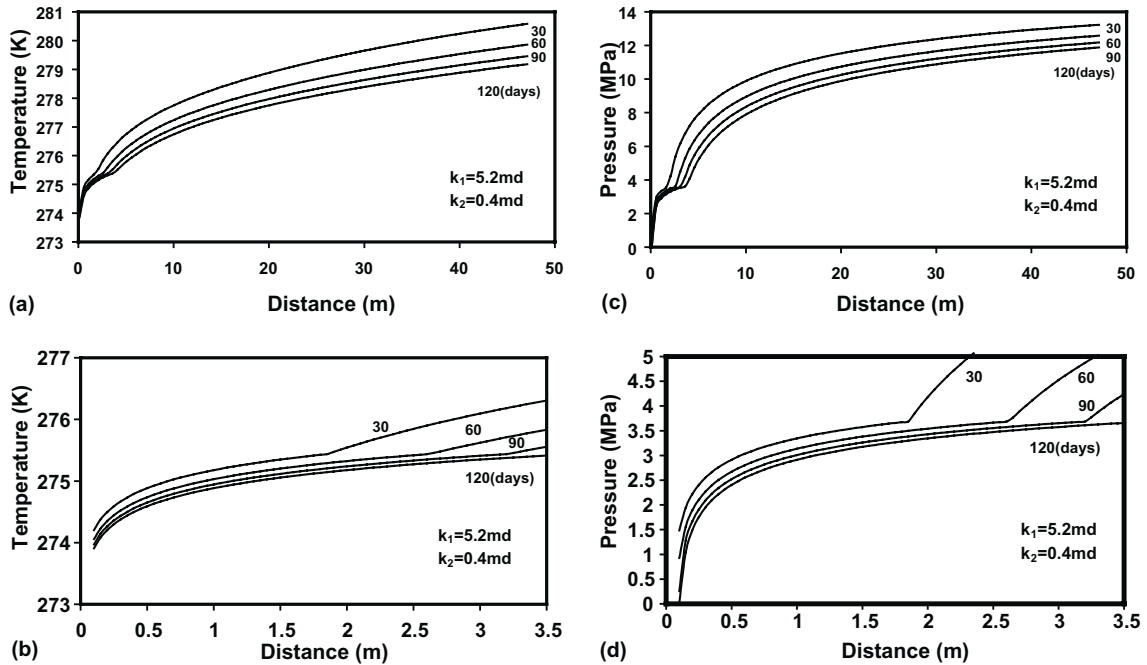 281
280
279
278
277
276
275
274
273
Temperature (K)
30
60
90
120(days)
k₁=5.2md
k₂=0.4md
0 10 20 30 40 50
Distance (m)
(a)
14
12
10
8
6
4
2
0
Pressure (MPa)
30
60
90
120(days)
k₁=5.2md
k₂=0.4md
0 10 20 30 40 50
Distance (m)
(c)
277
276
275
274
273
Temperature (K)
30
60
90
120(days)
k₁=5.2md
k₂=0.4md
0 0.5 1 1.5 2 2.5 3 3.5
Distance (m)
(b)
5
4.5
4
3.5
3
2.5
2
1.5
1
0.5
0
Pressure (MPa)
30
60
90
120(days)
k₁=5.2md
k₂=0.4md
0 0.5 1 1.5 2 2.5 3 3.5
Distance (m)
(d)